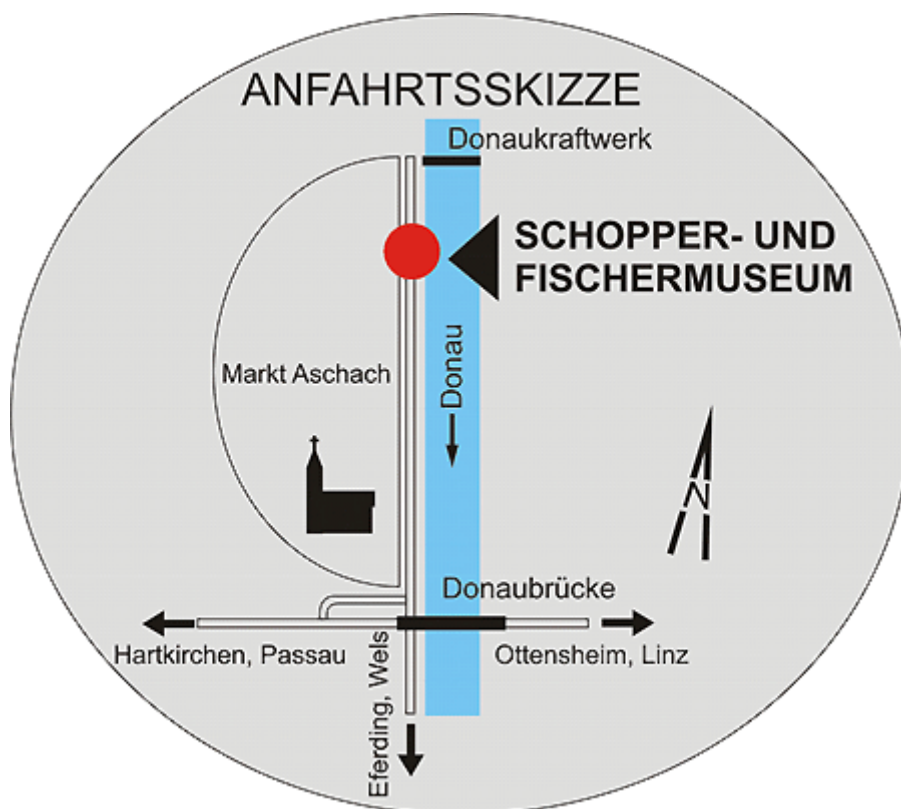 ANFAHRTSSKIZZE
Donaukraftwerk
SCHOPPER- UND
FISCHERMUSEUM
Donau
Markt Aschach
N
Donaubrücke
Hartkirchen, Passau
Eferding, Wels
Ottensheim, Linz